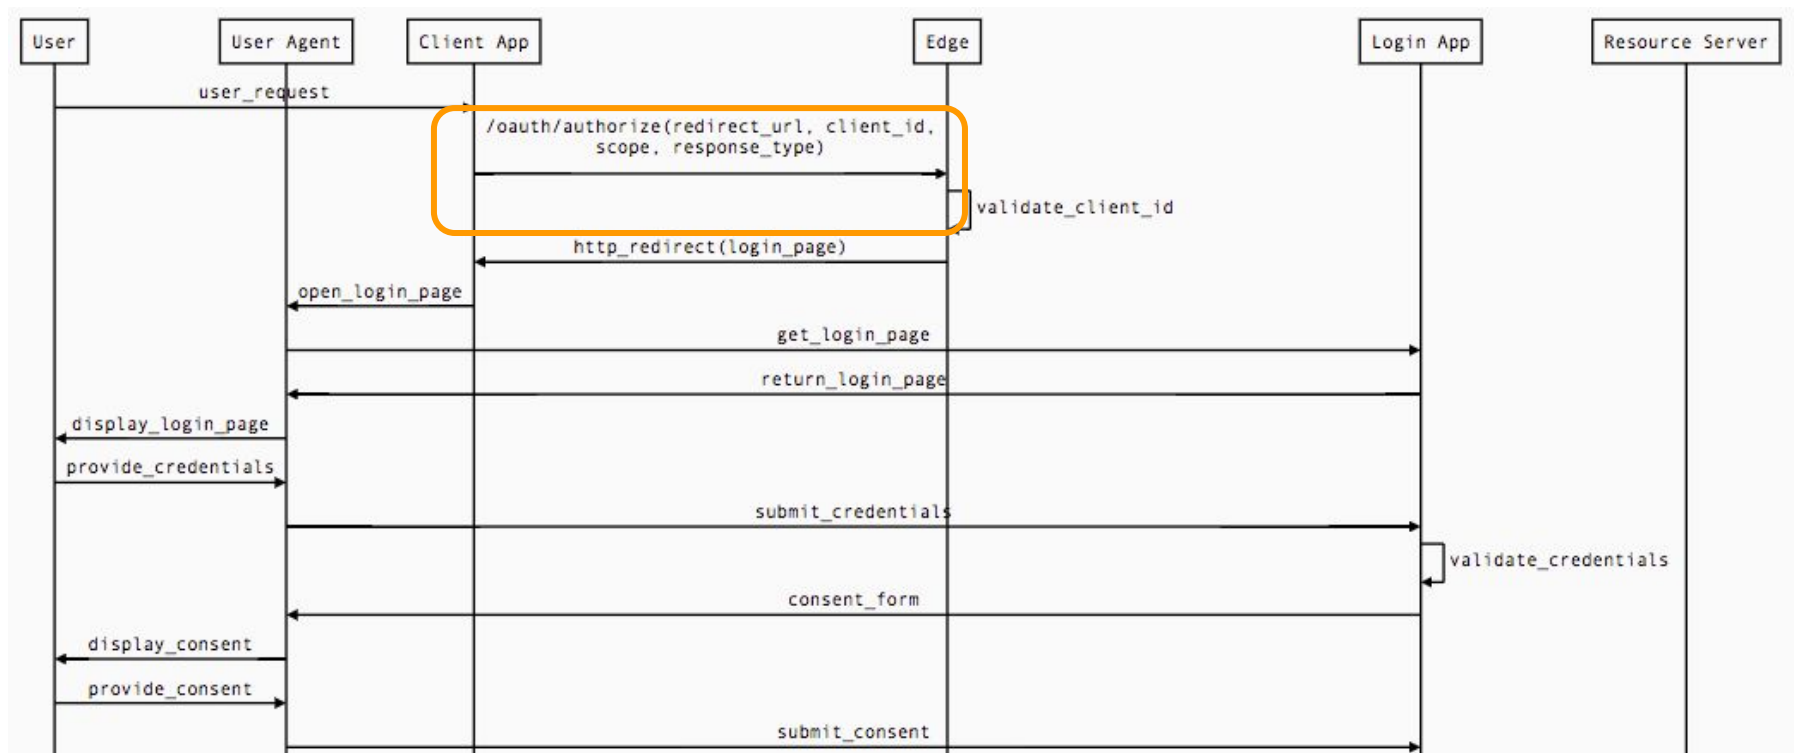 User
User Agent
Client App
Edge
Login App
Resource Server
user_request
/oauth/authorize(redirect_url, client_id,
scope, response_type)
validate_client_id
http_redirect(login_page)
open_login_page
get_login_page
return_login_page
display_login_page
provide_credentials
submit_credentials
validate_credentials
consent_form
display_consent
provide_consent
submit_consent